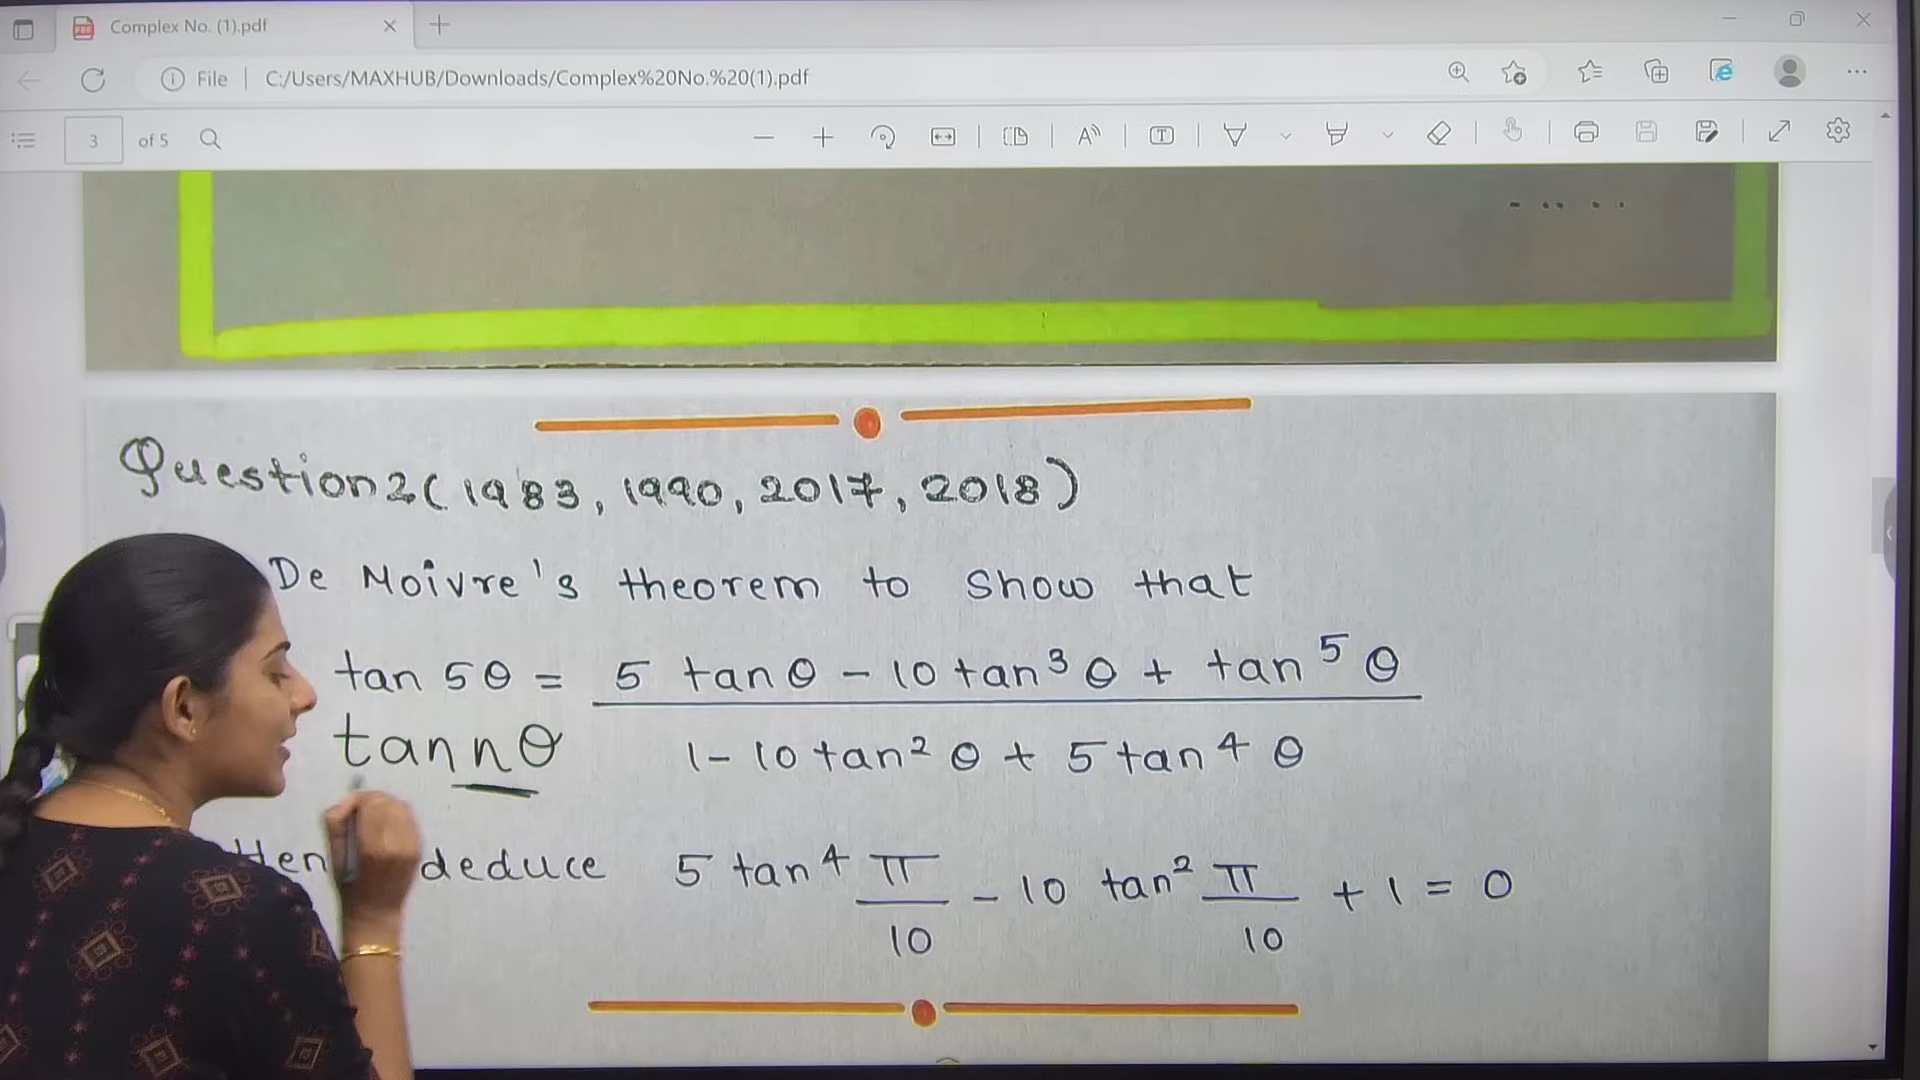 Complex No. (1).pdf
File C:/Users/MAXHUB/Downloads/Complex%20No.%20(1).pdf
3 of 5
Question 2 (1983, 1990, 2017, 2018)
De Moivre's theorem to show that
tan 5θ = 5 tan θ - 10 tan³ θ + tan⁵ θ
tan nθ 1 - 10 tan² θ + 5 tan⁴ θ
deduce 5 tan⁴ π/10 - 10 tan² π/10 + 1 = 0